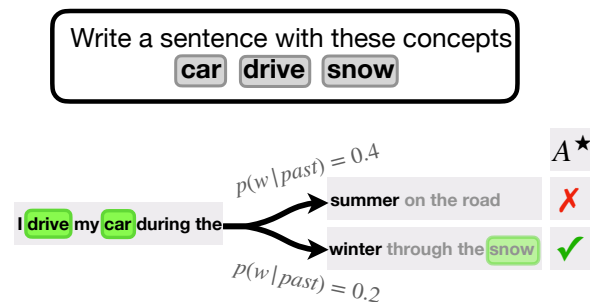 Write a sentence with these concepts
car drive snow
A★
p(w|past) = 0.4
summer on the road ✗
I drive my car during the
winter through the snow ✓
p(w|past) = 0.2